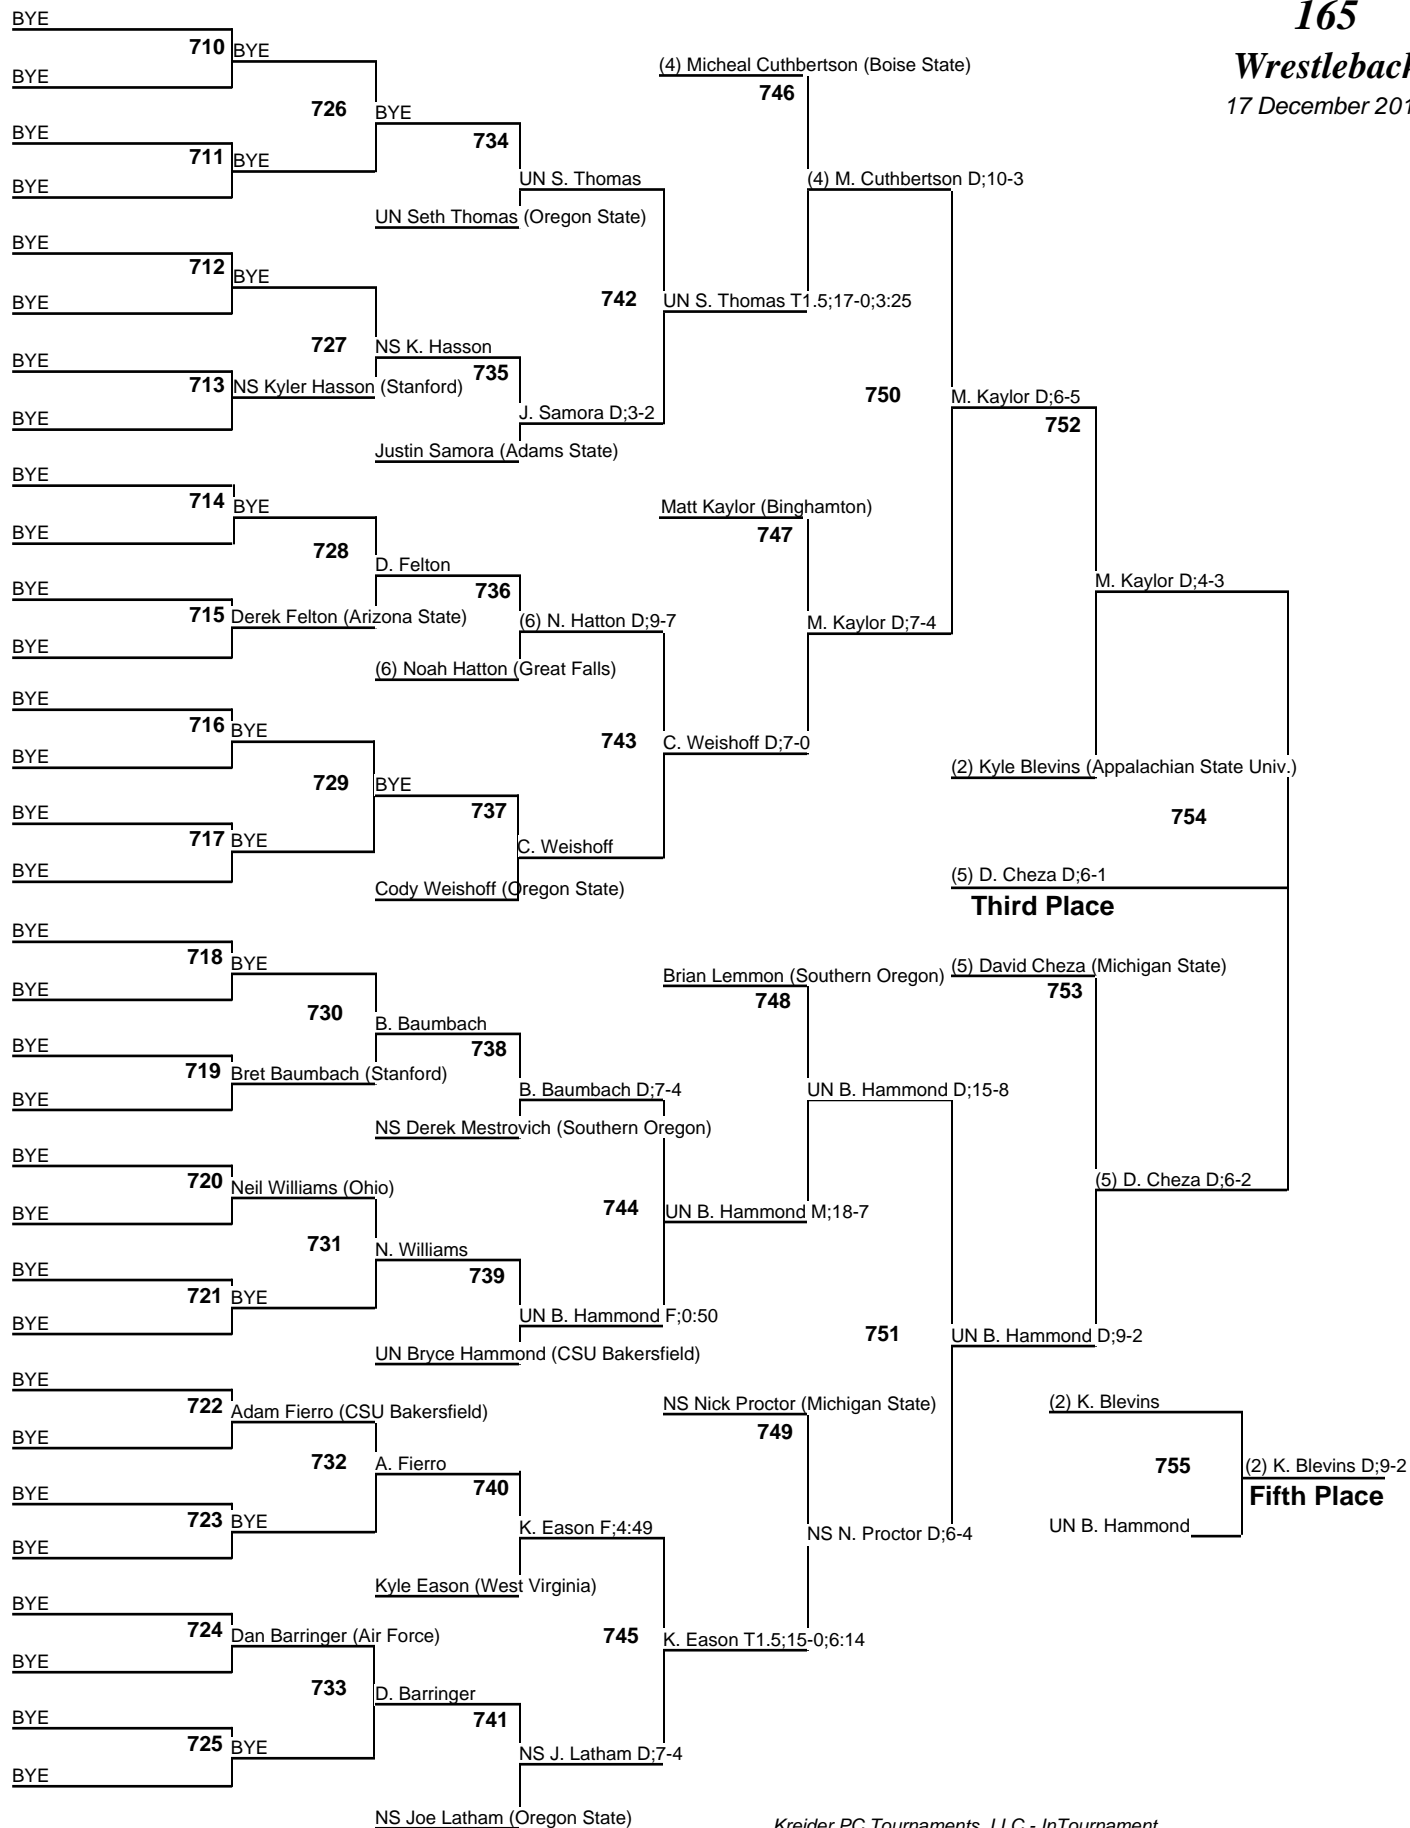 165
Wrestleback
17 December 201
BYE
710
BYE
BYE
726
BYE
BYE
711
BYE
BYE
734
UN S. Thomas
UN Seth Thomas (Oregon State)
BYE
712
BYE
BYE
727
NS K. Hasson
BYE
713
NS Kyler Hasson (Stanford)
BYE
735
J. Samora D;3-2
Justin Samora (Adams State)
742
UN S. Thomas T1.5;17-0;3:25
(4) Micheal Cuthbertson (Boise State)
746
(4) M. Cuthbertson D;10-3
BYE
714
BYE
BYE
728
D. Felton
BYE
715
Derek Felton (Arizona State)
BYE
736
(6) N. Hatton D;9-7
(6) Noah Hatton (Great Falls)
BYE
716
BYE
BYE
729
BYE
BYE
717
BYE
BYE
737
C. Weishoff
Cody Weishoff (Oregon State)
743
C. Weishoff D;7-0
Matt Kaylor (Binghamton)
747
M. Kaylor D;7-4
750
M. Kaylor D;6-5
752
M. Kaylor D;4-3
(2) Kyle Blevins (Appalachian State Univ.)
754
(5) D. Cheza D;6-1
Third Place
BYE
718
BYE
BYE
730
B. Baumbach
BYE
719
Bret Baumbach (Stanford)
BYE
738
B. Baumbach D;7-4
NS Derek Mestrovich (Southern Oregon)
BYE
720
Neil Williams (Ohio)
BYE
731
N. Williams
BYE
721
BYE
BYE
739
UN B. Hammond F;0:50
UN Bryce Hammond (CSU Bakersfield)
744
UN B. Hammond M;18-7
Brian Lemmon (Southern Oregon)
748
UN B. Hammond D;15-8
(5) David Cheza (Michigan State)
753
(5) D. Cheza D;6-2
BYE
722
Adam Fierro (CSU Bakersfield)
BYE
732
A. Fierro
BYE
723
BYE
BYE
740
K. Eason F;4:49
Kyle Eason (West Virginia)
BYE
724
Dan Barringer (Air Force)
BYE
733
D. Barringer
BYE
725
BYE
BYE
741
NS J. Latham D;7-4
NS Joe Latham (Oregon State)
745
K. Eason T1.5;15-0;6:14
NS Nick Proctor (Michigan State)
749
NS N. Proctor D;6-4
751
UN B. Hammond D;9-2
(2) K. Blevins
755
(2) K. Blevins D;9-2
Fifth Place
UN B. Hammond
Kreider PC Tournaments, LLC - InTournament